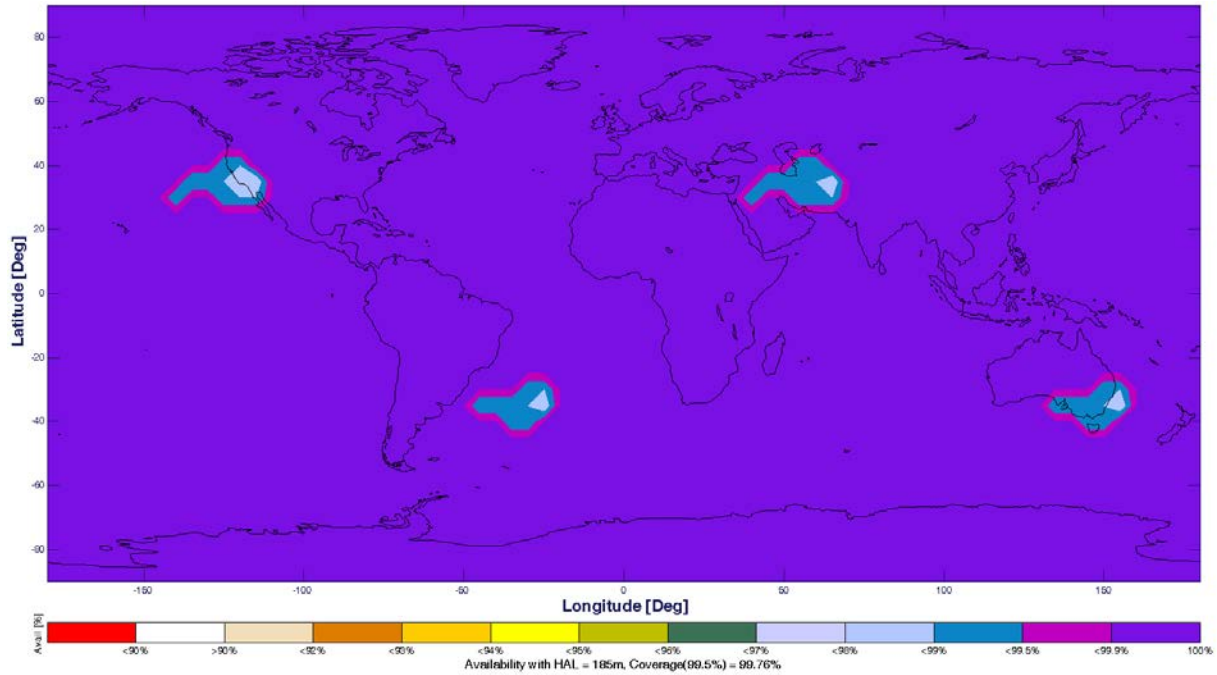 80
60
40
20
0
-20
-40
-60
-80
Latitude [Deg]
-150 -100 -50 0 50 100 150
Longitude [Deg]
Avail [%]
<90% >90% <92% <93% <94% <95% <96% <97% <98% <99% <99.5% <99.9% 100%
Availability with HAL = 185m, Coverage(99.5%) = 99.76%